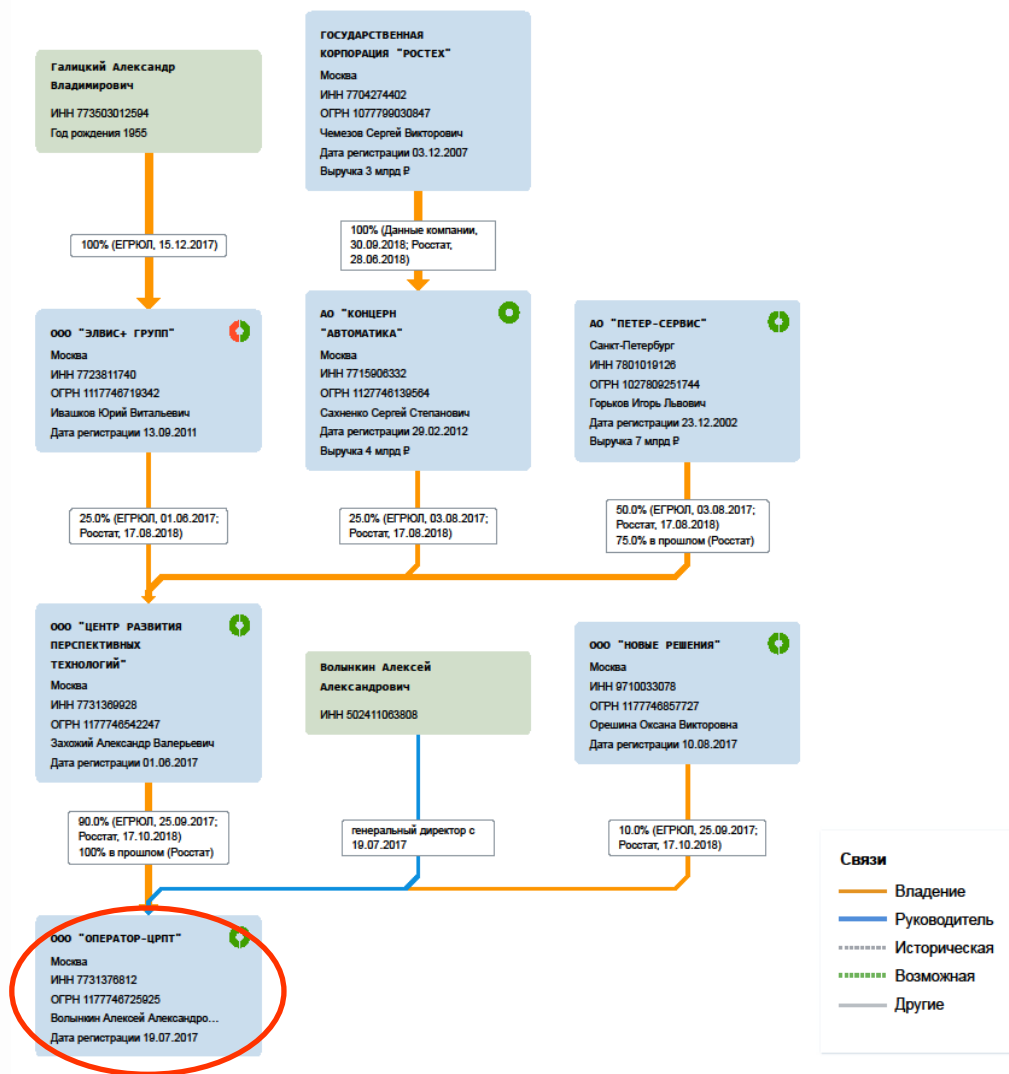 Галицкий Александр
Владимирович
ИНН 773503012594
Год рождения 1955
ГОСУДАРСТВЕННАЯ
КОРПОРАЦИЯ "РОСТЕХ"
Москва
ИНН 7704274402
ОГРН 1077799030847
Чемезов Сергей Викторович
Дата регистрации 03.12.2007
Выручка 3 млрд ₽
100% (ЕГРЮЛ, 15.12.2017)
100% (Данные компании,
30.09.2018; Росстат,
28.06.2018)
ООО "ЭЛВИС+ ГРУПП"
Москва
ИНН 7723811740
ОГРН 1117746719342
Ивашков Юрий Витальевич
Дата регистрации 13.09.2011
АО "КОНЦЕРН
"АВТОМАТИКА"
Москва
ИНН 7715906332
ОГРН 1127746139564
Сахненко Сергей Степанович
Дата регистрации 29.02.2012
Выручка 4 млрд ₽
АО "ПЕТЕР-СЕРВИС"
Санкт-Петербург
ИНН 7801019126
ОГРН 1027809251744
Горьков Игорь Львович
Дата регистрации 23.12.2002
Выручка 7 млрд ₽
25.0% (ЕГРЮЛ, 01.06.2017;
Росстат, 17.08.2018)
25.0% (ЕГРЮЛ, 03.08.2017;
Росстат, 17.08.2018)
50.0% (ЕГРЮЛ, 03.08.2017;
Росстат, 17.08.2018)
75.0% в прошлом (Росстат)
ООО "ЦЕНТР РАЗВИТИЯ
ПЕРСПЕКТИВНЫХ
ТЕХНОЛОГИЙ"
Москва
ИНН 7731369928
ОГРН 1177746542247
Захожий Александр Валерьевич
Дата регистрации 01.06.2017
Волынкин Алексей
Александрович
ИНН 502411063808
ООО "НОВЫЕ РЕШЕНИЯ"
Москва
ИНН 9710033078
ОГРН 1177746857727
Орешина Оксана Викторовна
Дата регистрации 10.08.2017
90.0% (ЕГРЮЛ, 25.09.2017;
Росстат, 17.10.2018)
100% в прошлом (Росстат)
генеральный директор с
19.07.2017
10.0% (ЕГРЮЛ, 25.09.2017;
Росстат, 17.10.2018)
ООО "ОПЕРАТОР-ЦРПТ"
Москва
ИНН 7731376812
ОГРН 1177746725925
Волынкин Алексей Александро...
Дата регистрации 19.07.2017
Связи
Владение
Руководитель
Историческая
Возможная
Другие